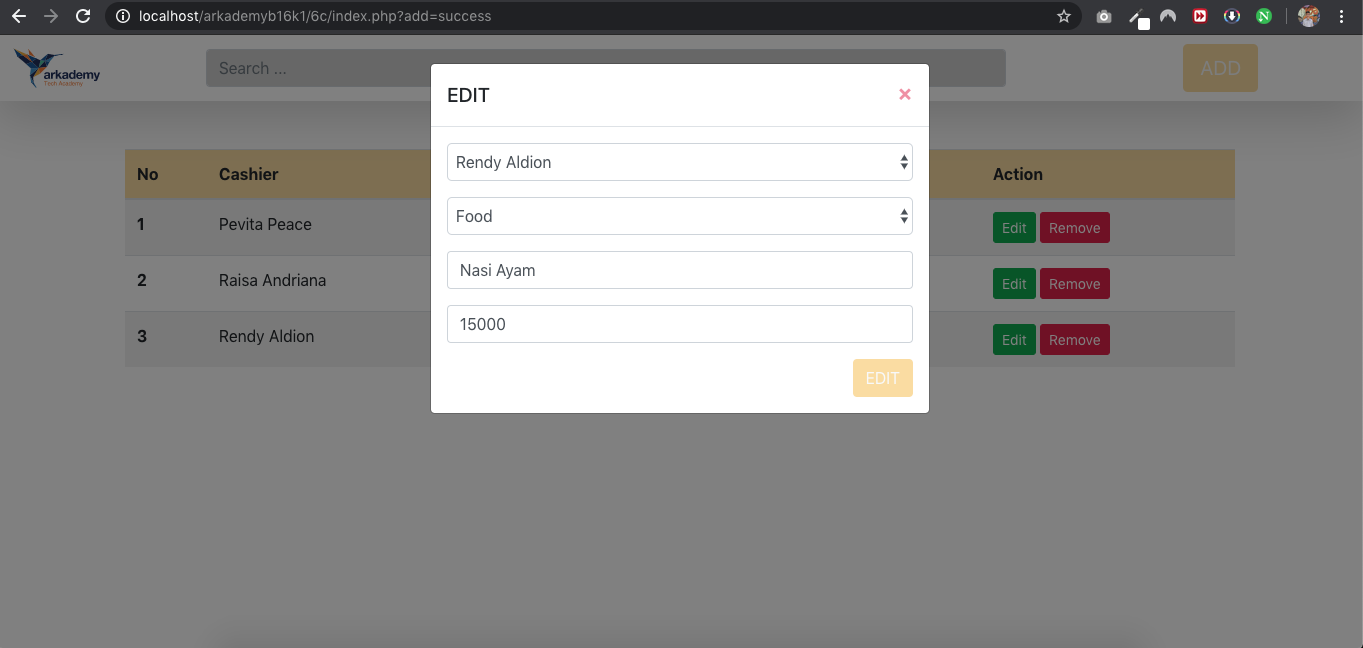 localhost/arkademyb16k1/6c/index.php?add=success
arkademy
Tech Academy
Search ...
ADD
EDIT
×
Rendy Aldion
Food
Nasi Ayam
15000
EDIT
No Cashier Action
1 Pevita Peace Edit Remove
2 Raisa Andriana Edit Remove
3 Rendy Aldion Edit Remove